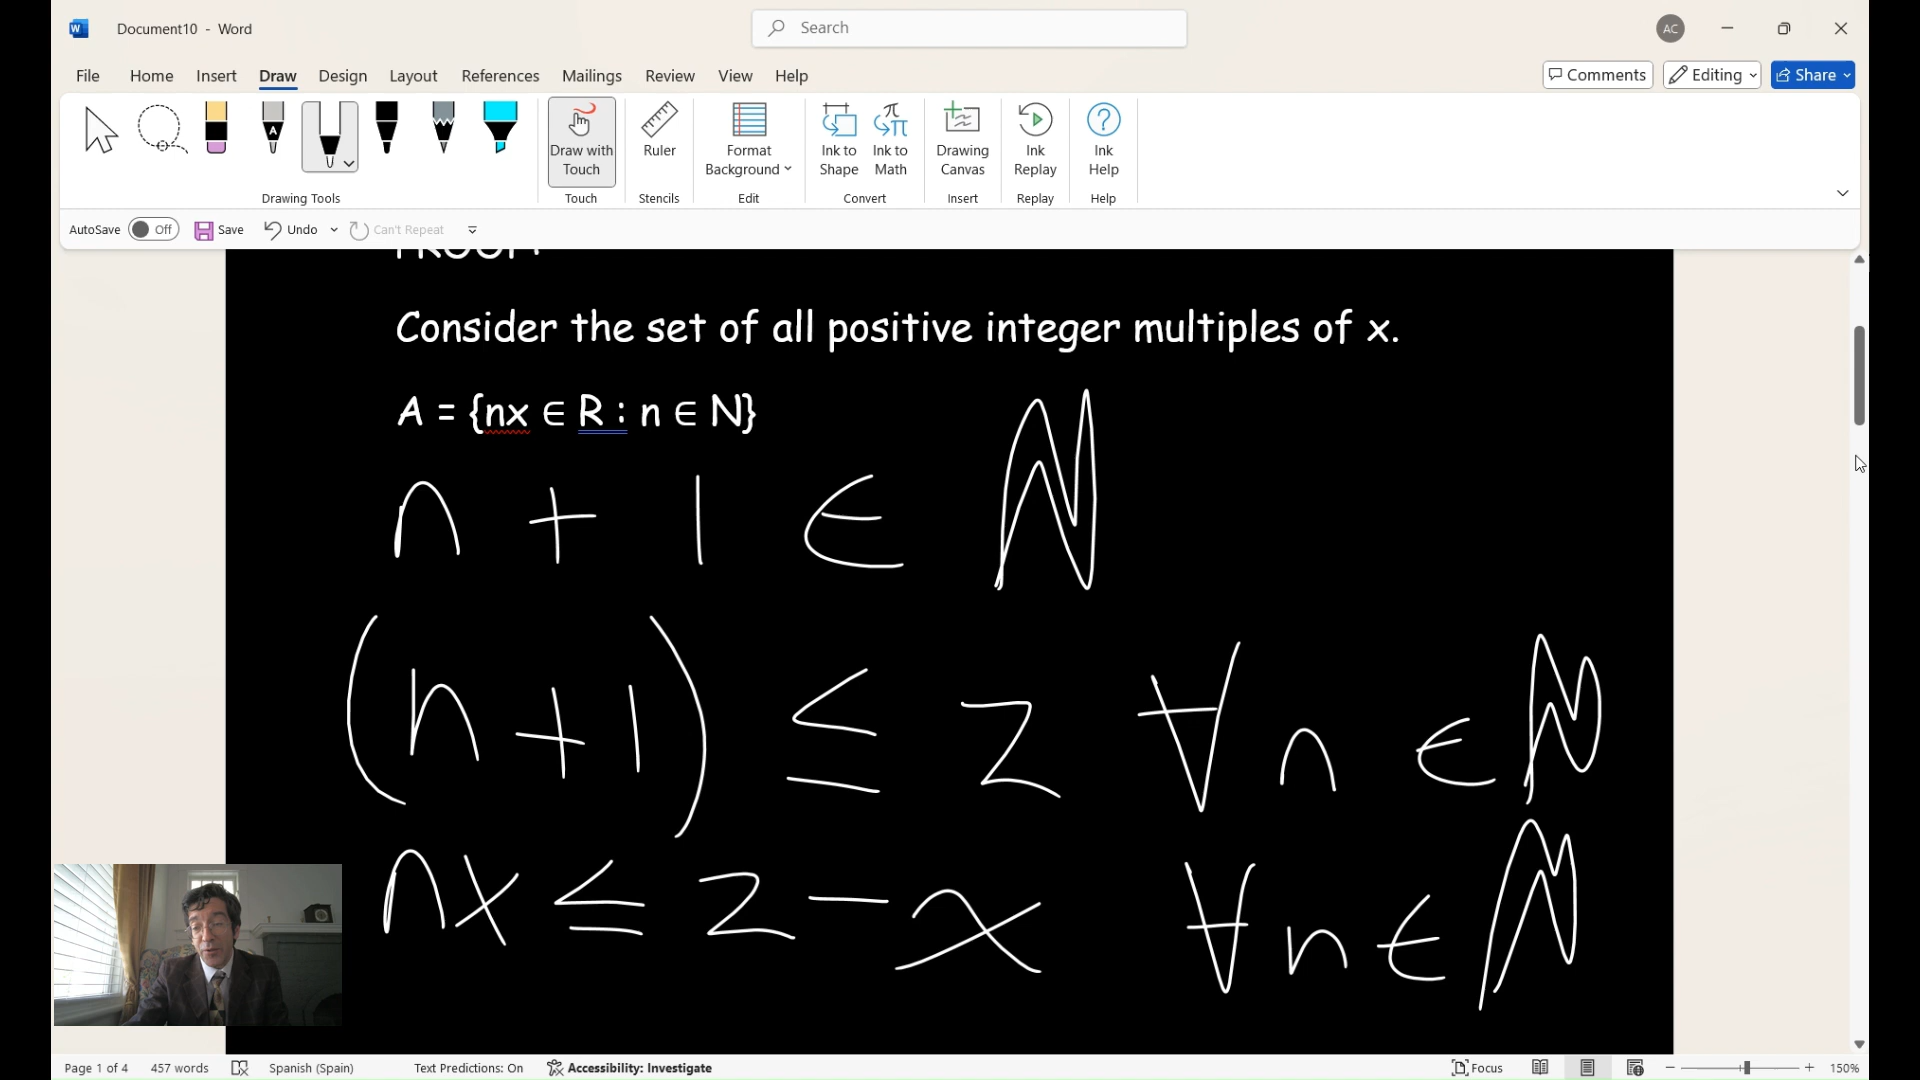 Document10 - Word
Search
AC
File Home Insert Draw Design Layout References Mailings Review View Help
Comments Editing Share
Draw with Touch
Ruler
Format Background
Ink to Shape
Ink to Math
Drawing Canvas
Ink Replay
Ink Help
Drawing Tools Touch Stencils Edit Convert Insert Replay Help
AutoSave Off Save Undo Can't Repeat
Consider the set of all positive integer multiples of x.
A = {nx ∈ R : n ∈ N}
n + 1 ∈ ℕ
(n+1) ≤ z ∀ n ∈ ℕ
nx ≤ z - x ∀ n ∈ ℕ
Page 1 of 4 457 words Spanish (Spain) Text Predictions: On Accessibility: Investigate Focus 150%